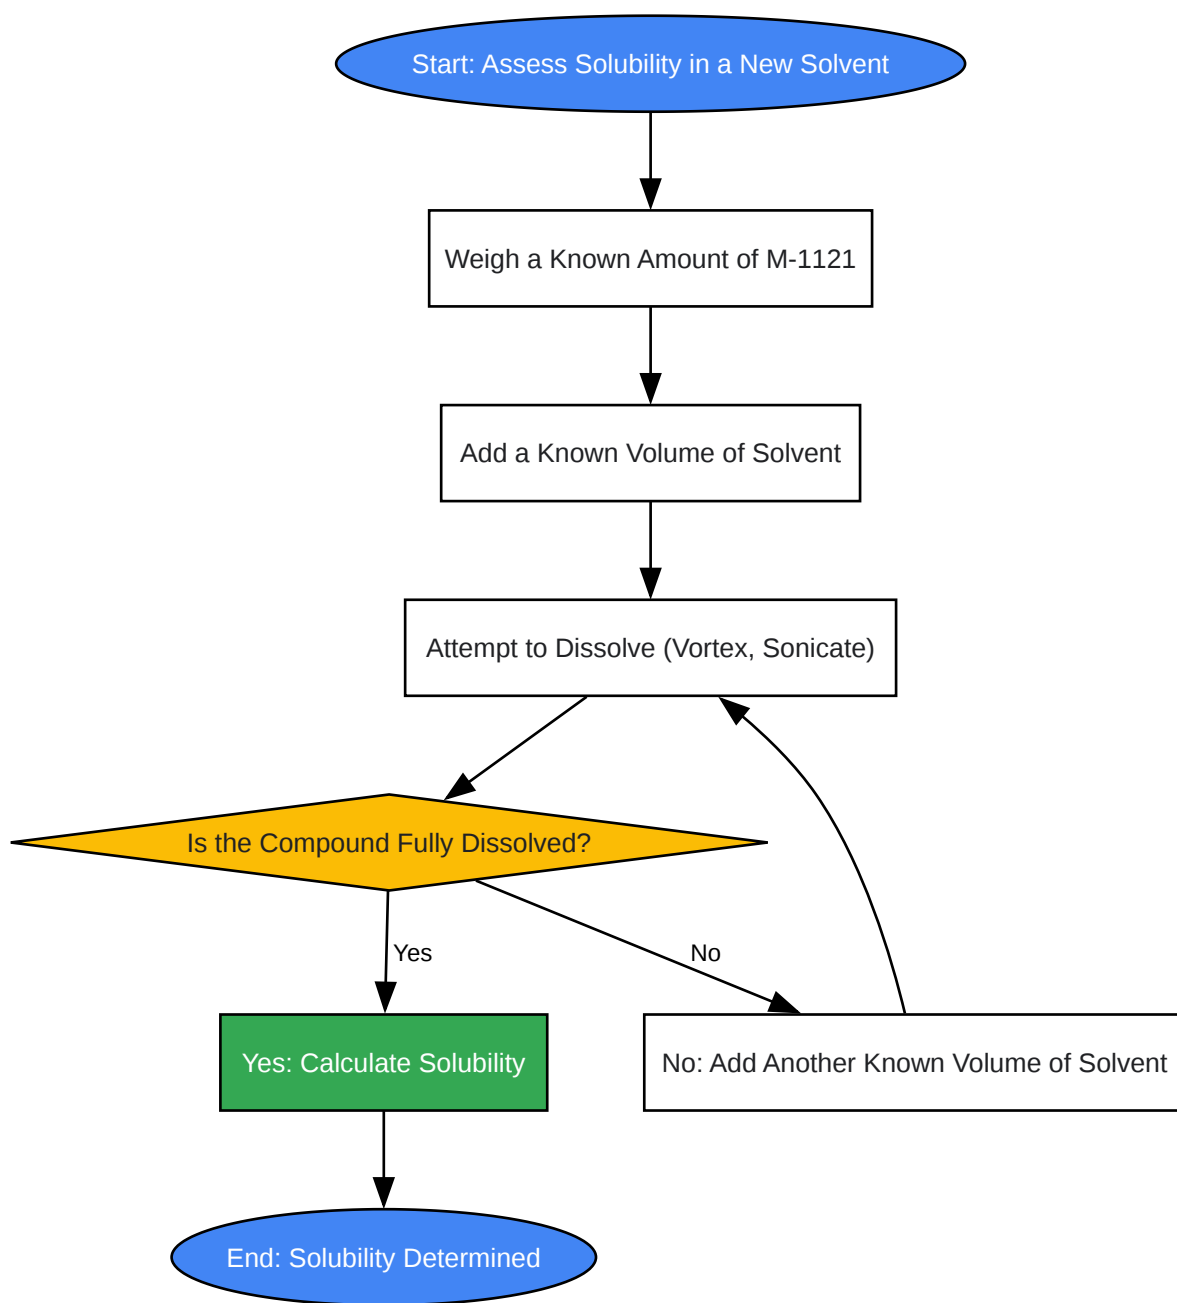 Start: Assess Solubility in a New Solvent
Weigh a Known Amount of M-1121
Add a Known Volume of Solvent
Attempt to Dissolve (Vortex, Sonicate)
Is the Compound Fully Dissolved?
Yes
No
Yes: Calculate Solubility
No: Add Another Known Volume of Solvent
End: Solubility Determined